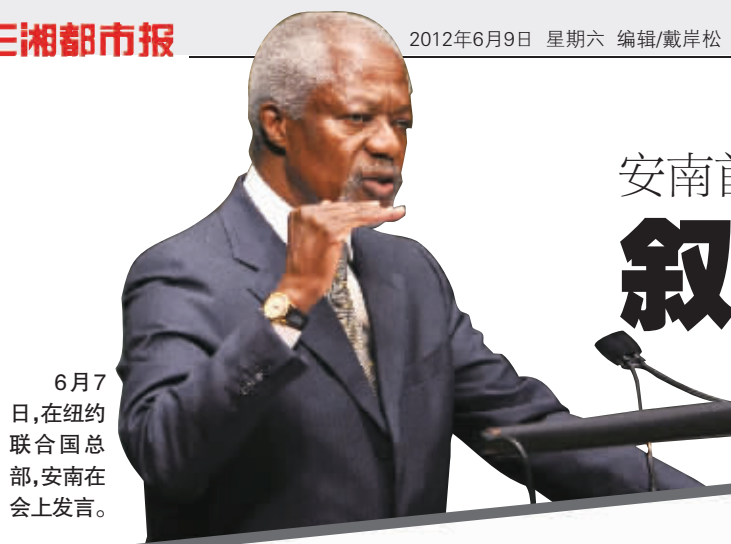 三湘都市报
2012年6月9日 星期六 编辑/戴岸松
安南首
叙
6月7
日,在纽约
联合国总
部,安南在
会上发言。